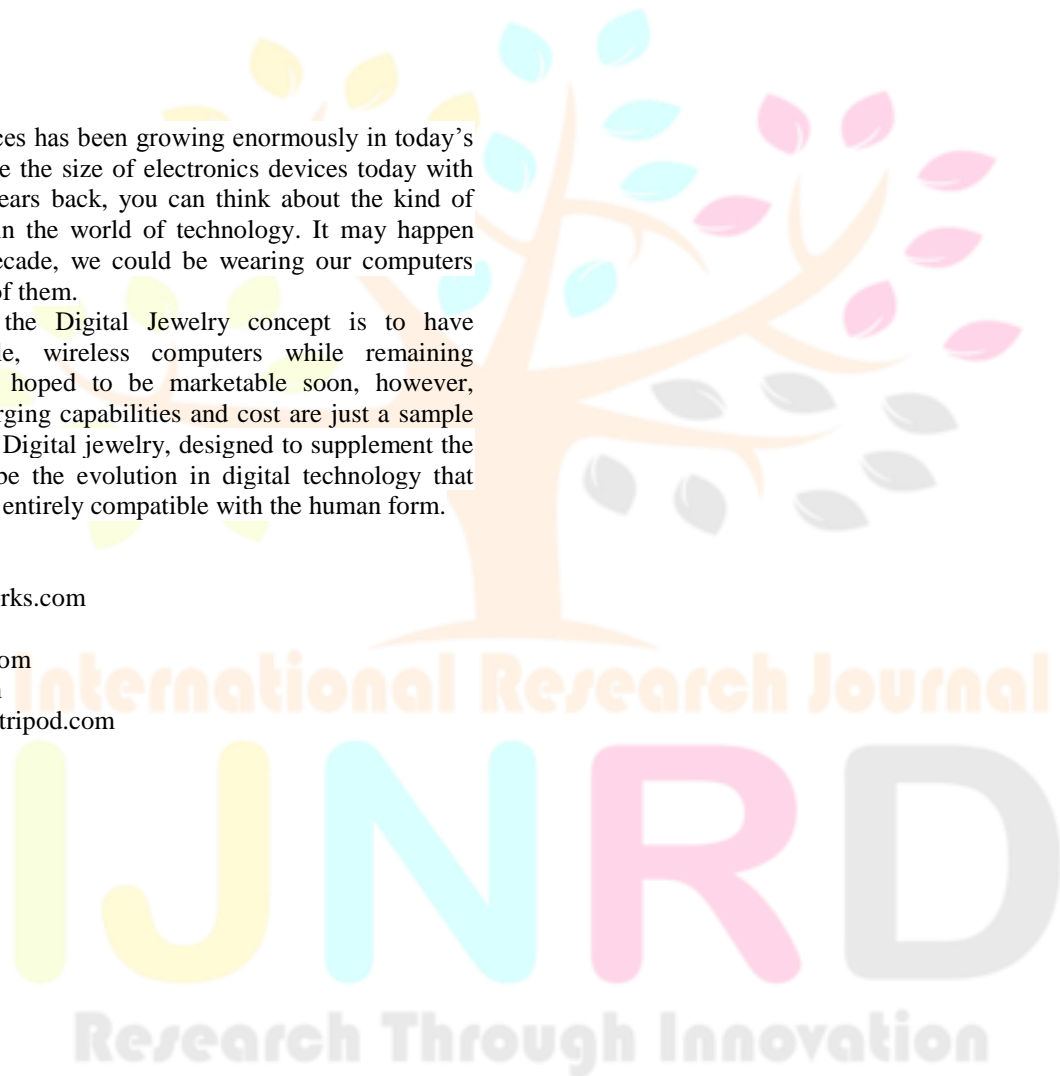 ces has been growing enormously in today's
e the size of electronics devices today with
ears back, you can think about the kind of
in the world of technology. It may happen
ecade, we could be wearing our computers
of them.
the Digital Jewelry concept is to have
le, wireless computers while remaining
hoped to be marketable soon, however,
rging capabilities and cost are just a sample
Digital jewelry, designed to supplement the
be the evolution in digital technology that
entirely compatible with the human form.
rks.com
om
tripod.com
International Research Journal
IJNRD
Research Through Innovation